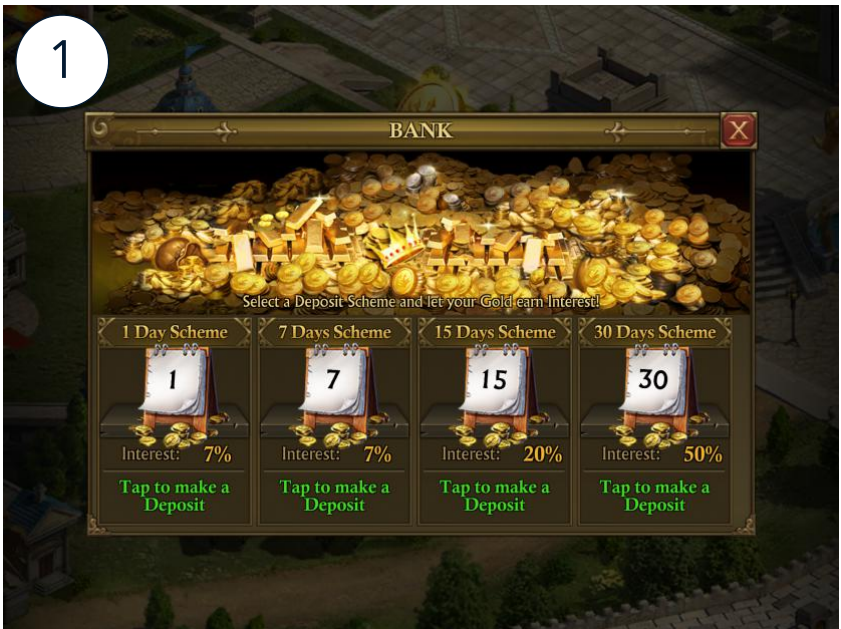 1
BANK
X
Select a Deposit Scheme and let your Gold earn Interest!
1 Day Scheme
7 Days Scheme
15 Days Scheme
30 Days Scheme
1
7
15
30
Interest: 7%
Interest: 7%
Interest: 20%
Interest: 50%
Tap to make a
Deposit
Tap to make a
Deposit
Tap to make a
Deposit
Tap to make a
Deposit